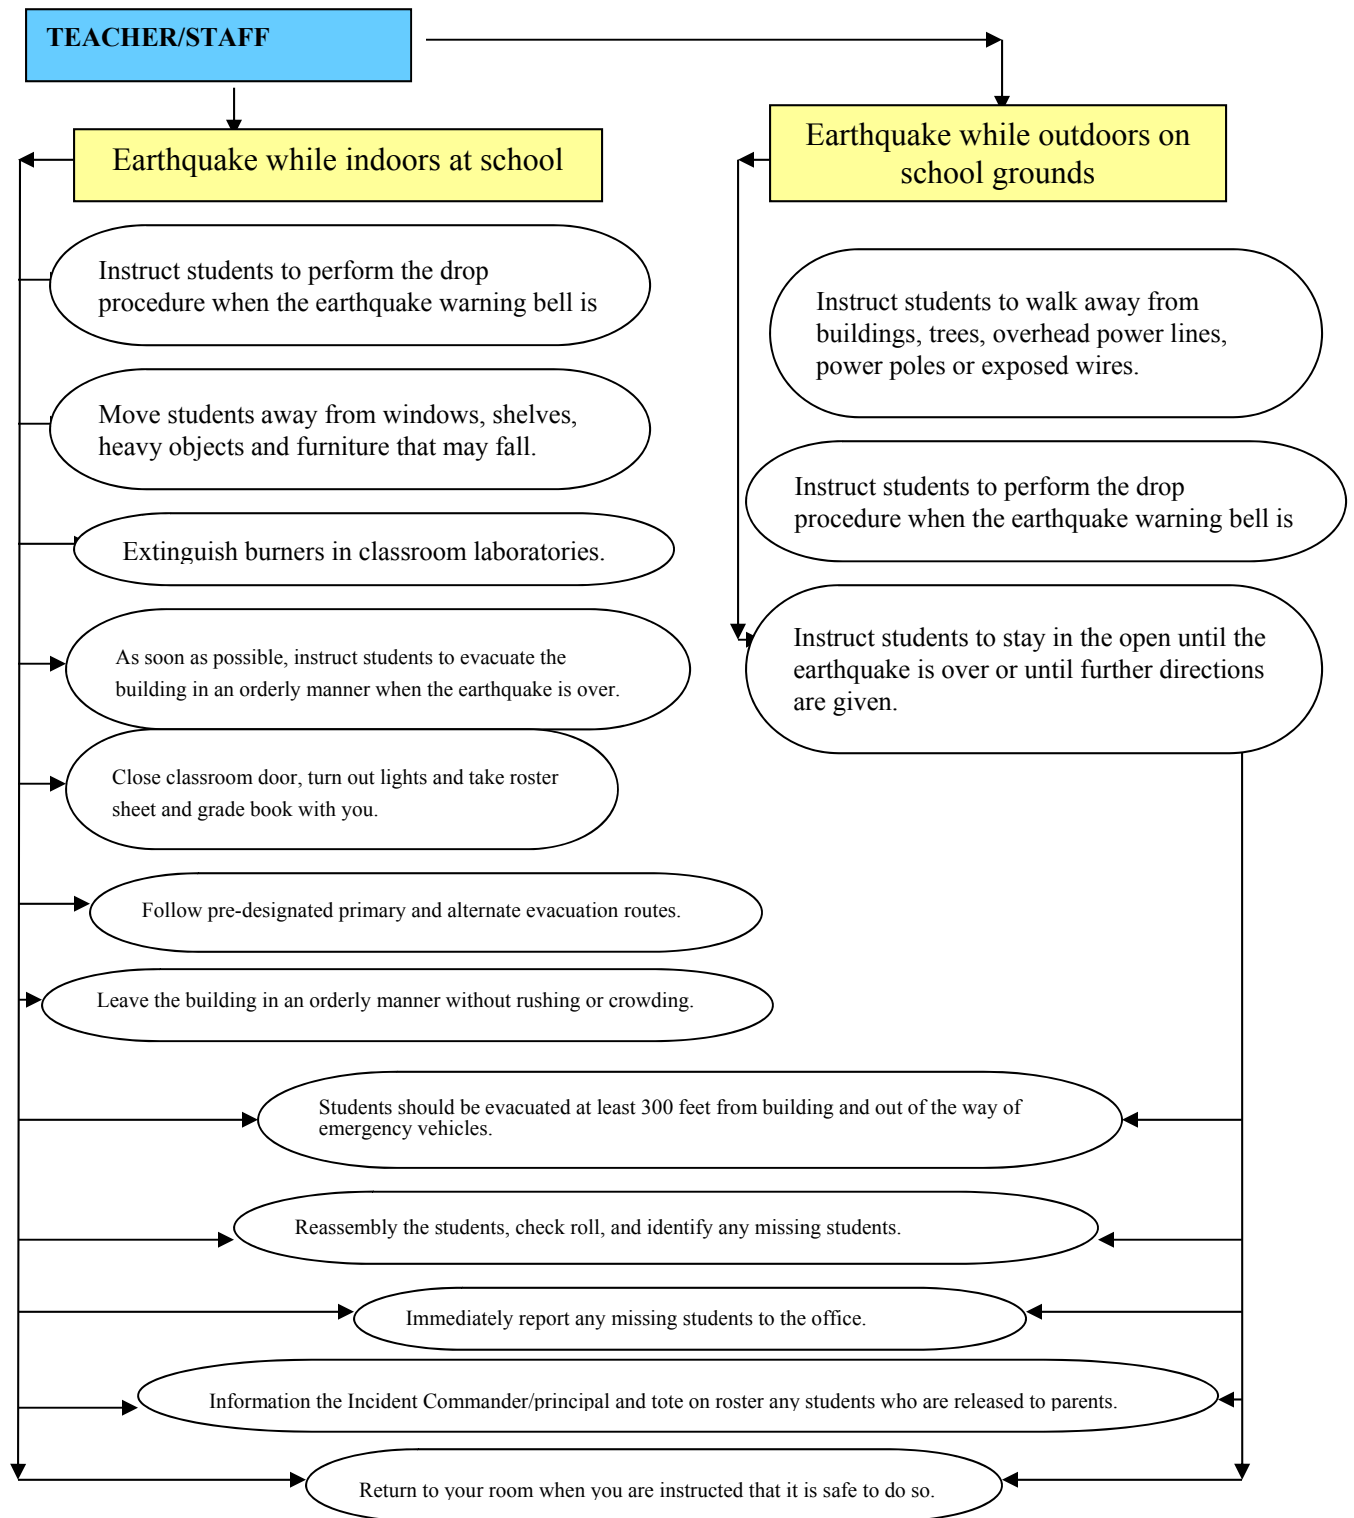 TEACHER/STAFF
Earthquake while indoors at school
Instruct students to perform the drop
procedure when the earthquake warning bell is
Move students away from windows, shelves,
heavy objects and furniture that may fall.
Extinguish burners in classroom laboratories.
As soon as possible, instruct students to evacuate the
building in an orderly manner when the earthquake is over.
Close classroom door, turn out lights and take roster
sheet and grade book with you.
Follow pre-designated primary and alternate evacuation routes.
Leave the building in an orderly manner without rushing or crowding.
Earthquake while outdoors on
school grounds
Instruct students to walk away from
buildings, trees, overhead power lines,
power poles or exposed wires.
Instruct students to perform the drop
procedure when the earthquake warning bell is
Instruct students to stay in the open until the
earthquake is over or until further directions
are given.
Students should be evacuated at least 300 feet from building and out of the way of
emergency vehicles.
Reassembly the students, check roll, and identify any missing students.
Immediately report any missing students to the office.
Information the Incident Commander/principal and tote on roster any students who are released to parents.
Return to your room when you are instructed that it is safe to do so.